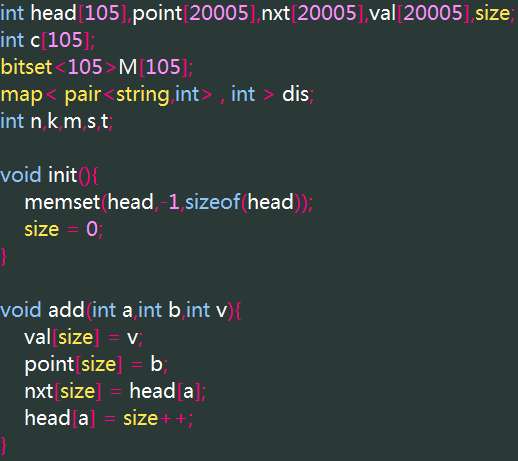 int head[105],point[20005],nxt[20005],val[20005],size;
int c[105];
bitset<105>M[105];
map< pair<string,int> , int > dis;
int n,k,m,s,t;
void init(){
memset(head,-1,sizeof(head));
size = 0;
}
void add(int a,int b,int v){
val[size] = v;
point[size] = b;
nxt[size] = head[a];
head[a] = size++;
}